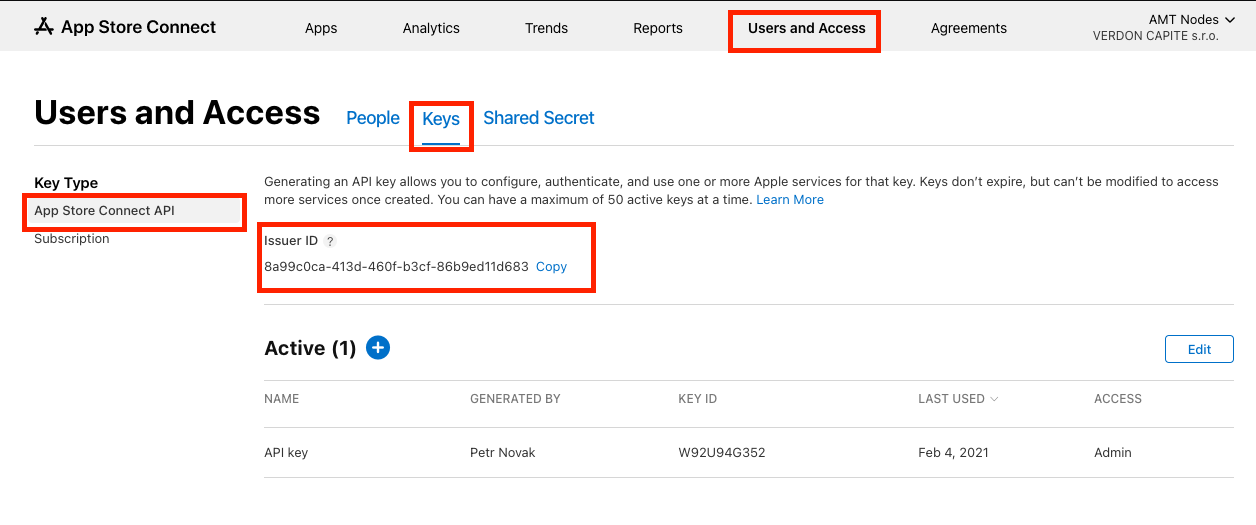 App Store Connect Apps Analytics Trends Reports Users and Access Agreements AMT Nodes
VERDON CAPITE s.r.o.
Users and Access People Keys Shared Secret
Key Type
App Store Connect API
Subscription
Generating an API key allows you to configure, authenticate, and use one or more Apple services for that key. Keys don’t expire, but can’t be modified to access
more services once created. You can have a maximum of 50 active keys at a time. Learn More
Issuer ID ?
8a99c0ca-413d-460f-b3cf-86b9ed11d683 Copy
Active (1) +
Edit
NAME GENERATED BY KEY ID LAST USED ACCESS
API key Petr Novak W92U94G352 Feb 4, 2021 Admin